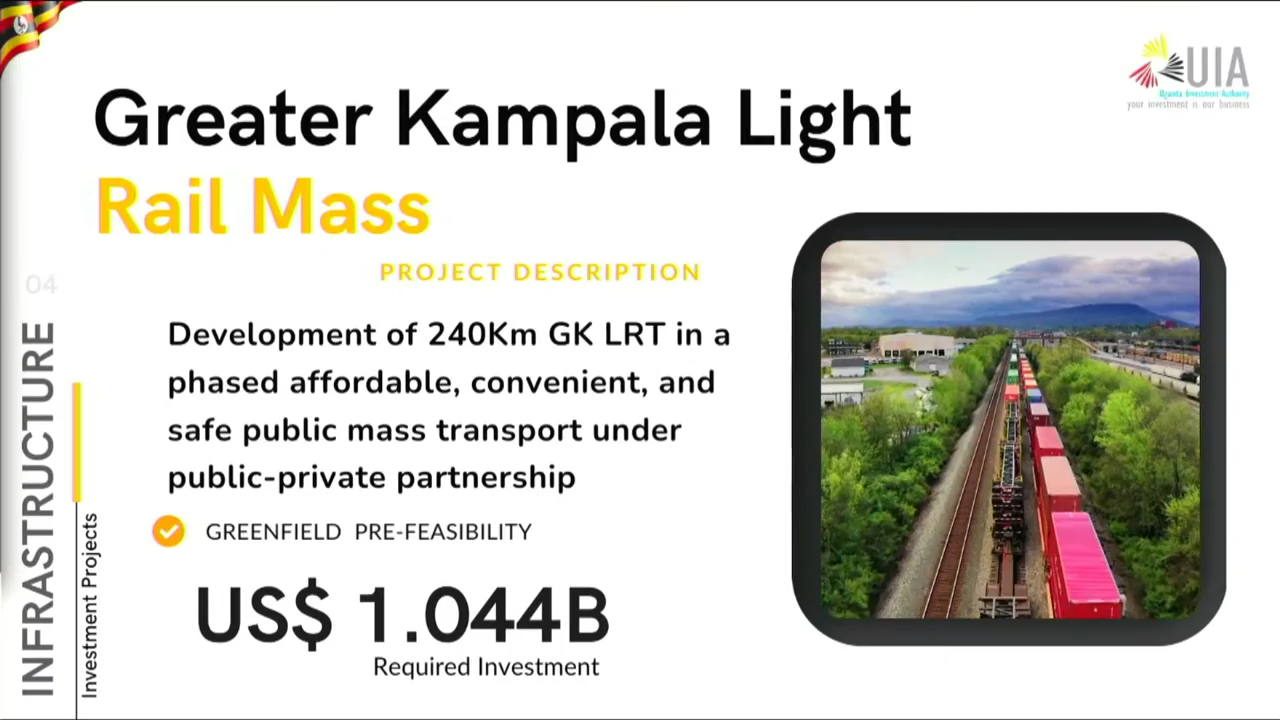 UIA
Uganda Investment Authority
your investment is our business
Greater Kampala Light
Rail Mass
PROJECT DESCRIPTION
04
Development of 240Km GK LRT in a
phased affordable, convenient, and
safe public mass transport under
public-private partnership
GREENFIELD PRE-FEASIBILITY
US$ 1.044B
Required Investment
INFRASTRUCTURE
Investment Projects